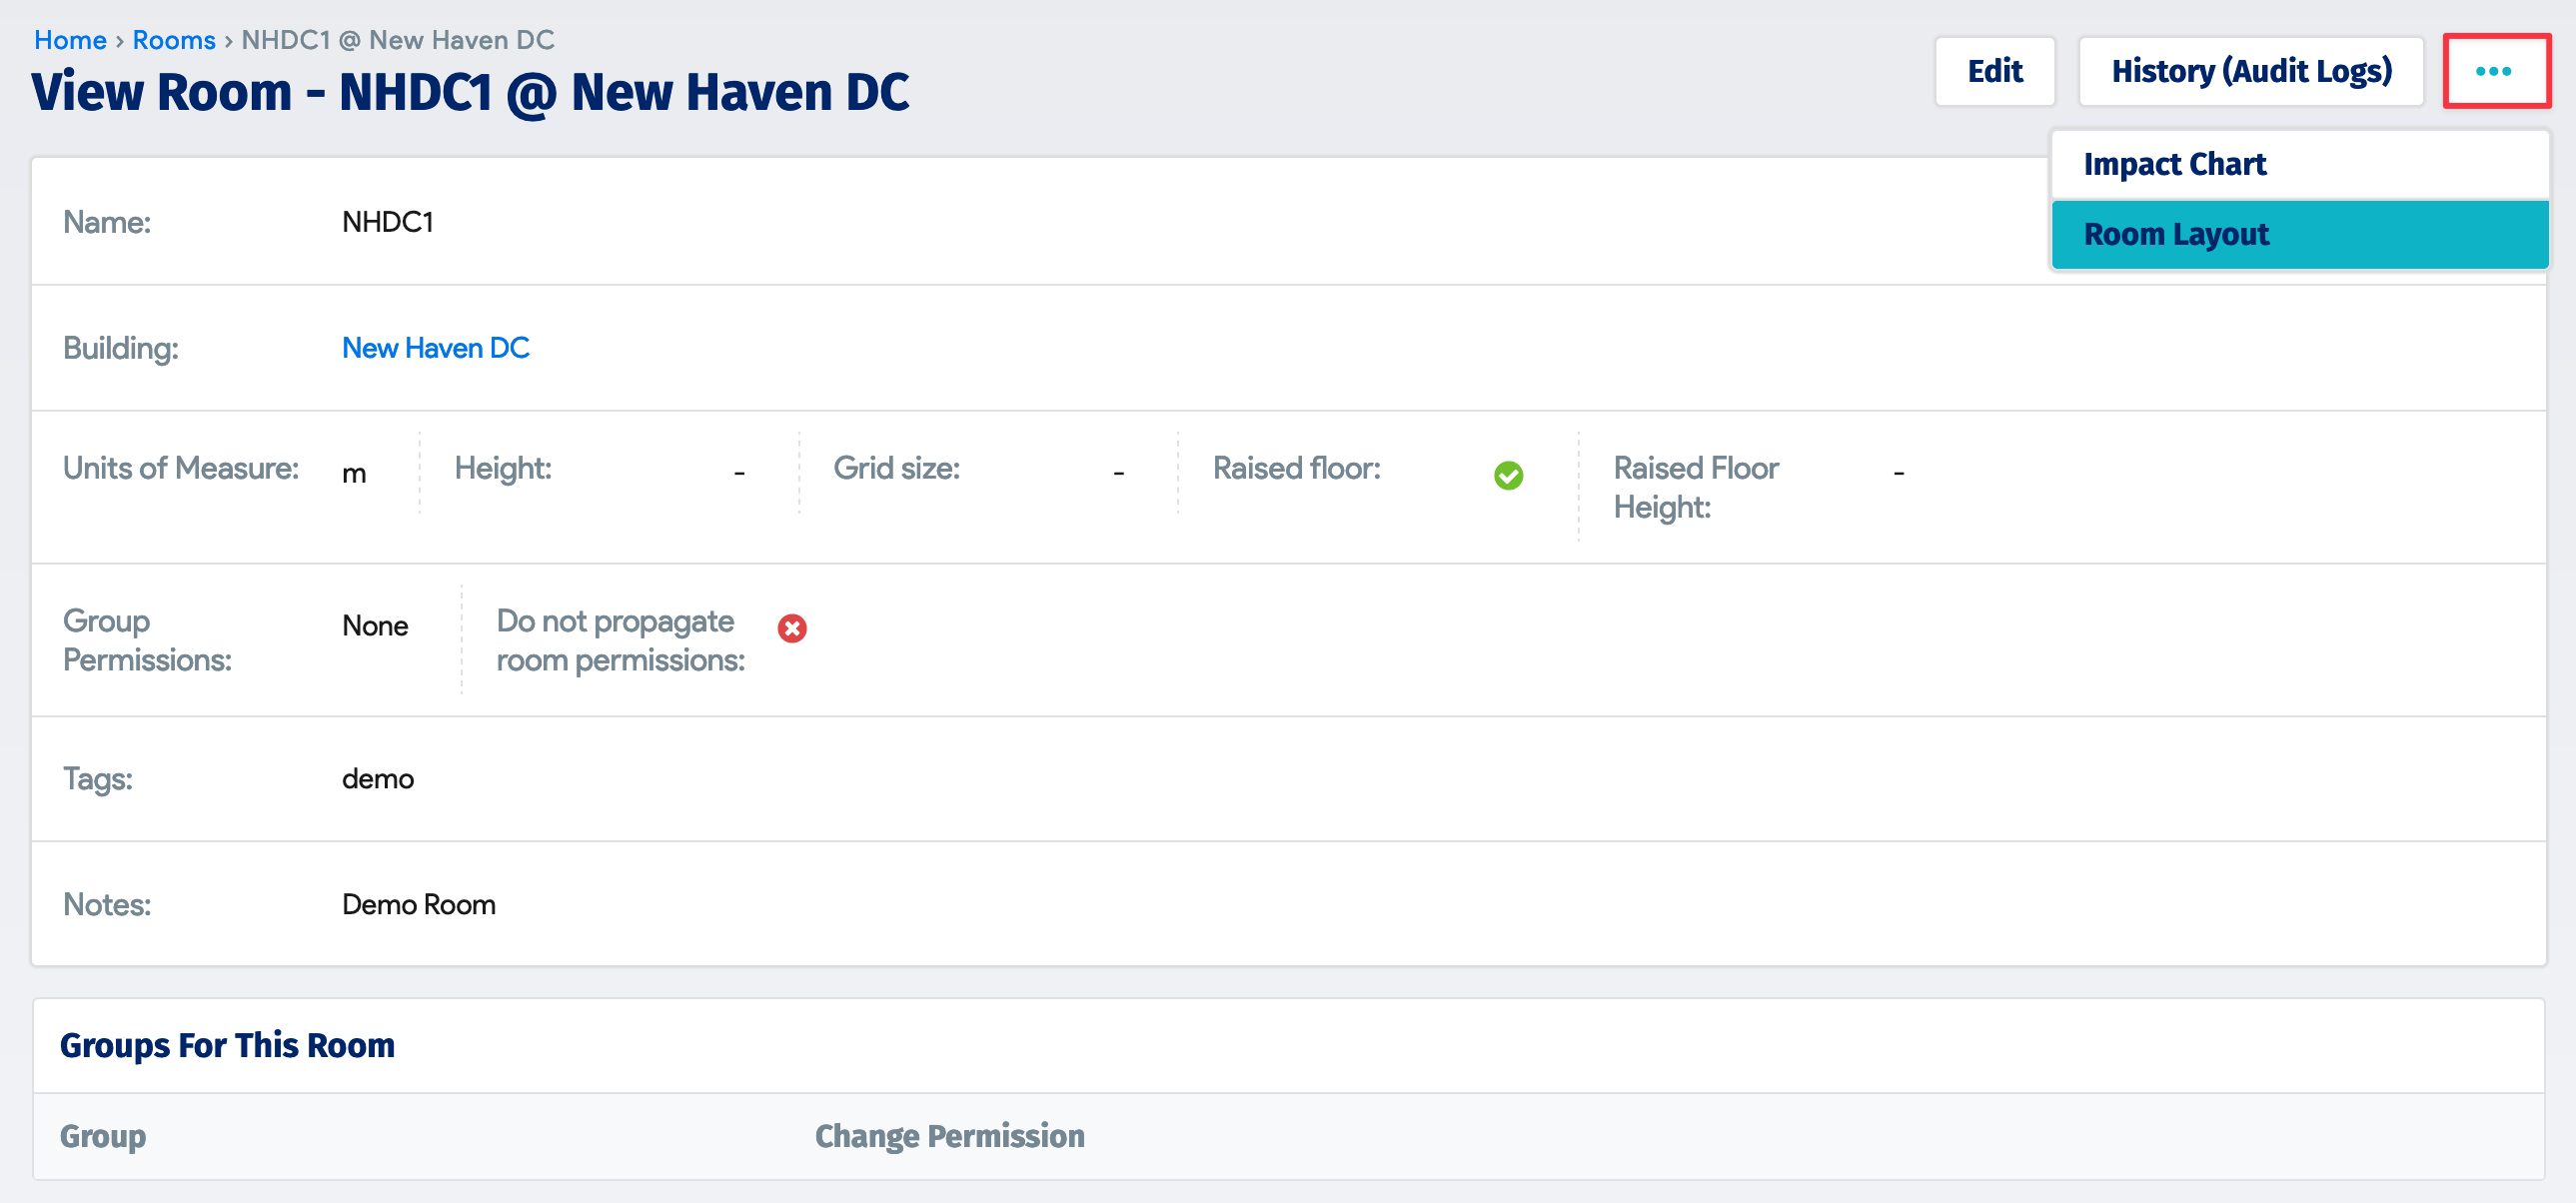 Home › Rooms › NHDC1 @ New Haven DC
View Room - NHDC1 @ New Haven DC
Edit
History (Audit Logs)
•••
Impact Chart
Room Layout
Name: NHDC1
Building: New Haven DC
Units of Measure: m
Height: -
Grid size: -
Raised floor:
Raised Floor
Height: -
Group
Permissions: None
Do not propagate
room permissions:
Tags: demo
Notes: Demo Room
Groups For This Room
Group Change Permission